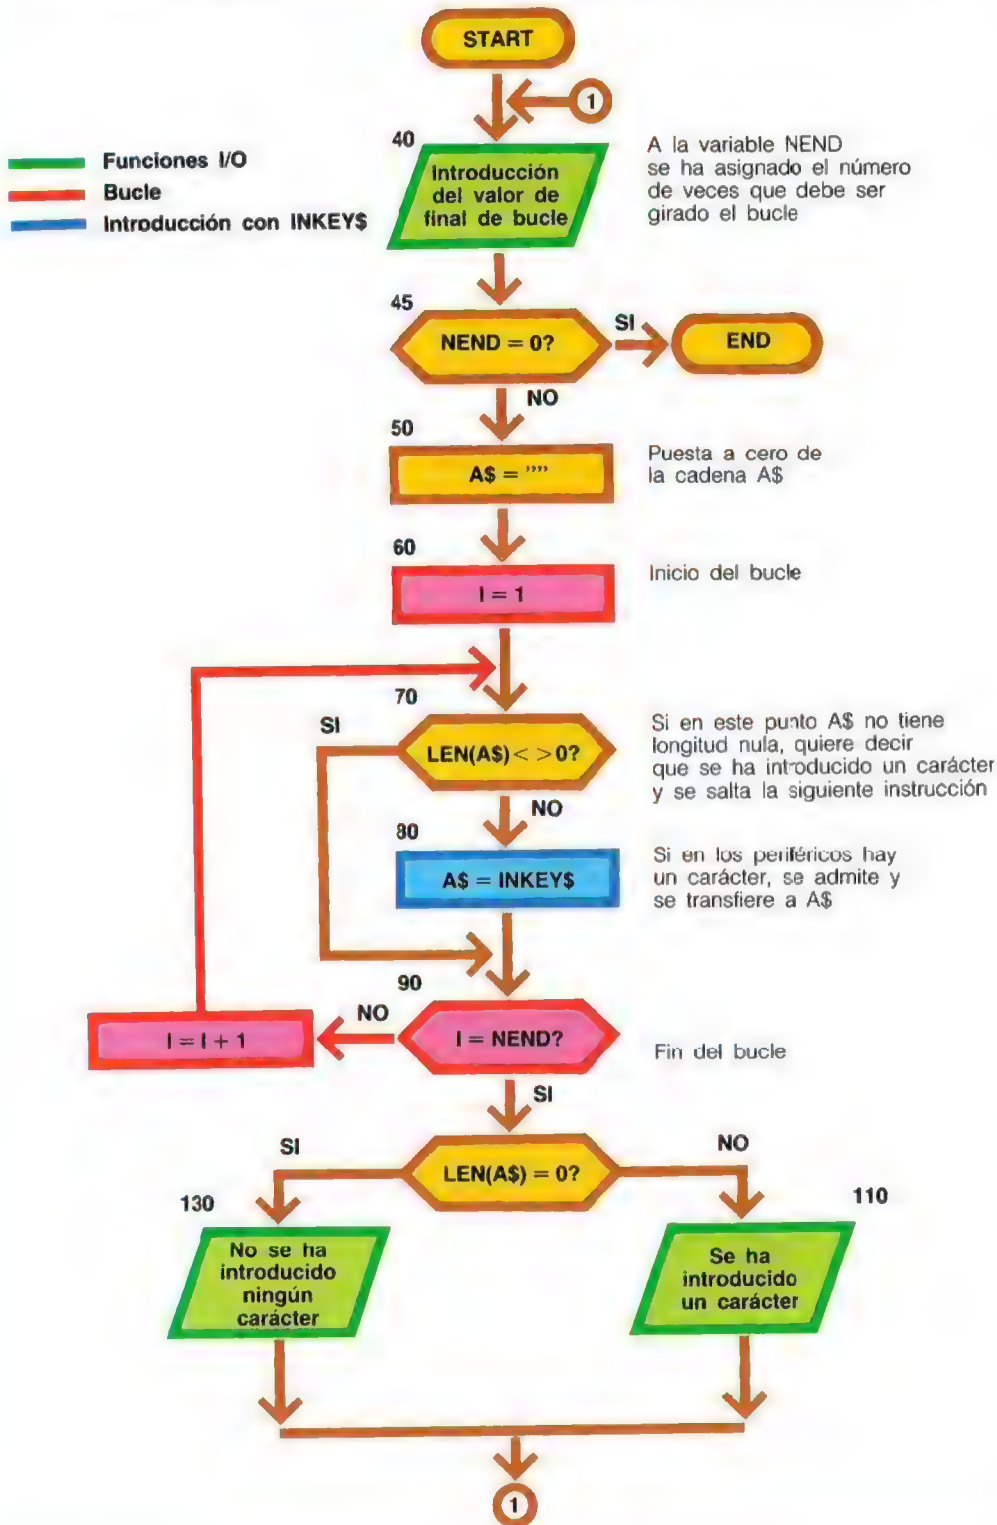 START
1
Funciones I/O
Bucle
Introducción con INKEY$
40
Introducción
del valor de
final de bucle
A la variable NEND
se ha asignado el número
de veces que debe ser
girado el bucle
45
NEND = 0?
SI
END
NO
50
A$ = ””
Puesta a cero de
la cadena A$
60
I = 1
Inicio del bucle
70
SI
LEN(A$) < > 0?
NO
Si en este punto A$ no tiene
longitud nula, quiere decir
que se ha introducido un carácter
y se salta la siguiente instrucción
80
A$ = INKEY$
Si en los periféricos hay
un carácter, se admite y
se transfiere a A$
90
NO
I = I + 1
I = NEND?
Fin del bucle
SI
SI
LEN(A$) = 0?
NO
130
No se ha
introducido
ningún
carácter
110
Se ha
introducido
un carácter
1